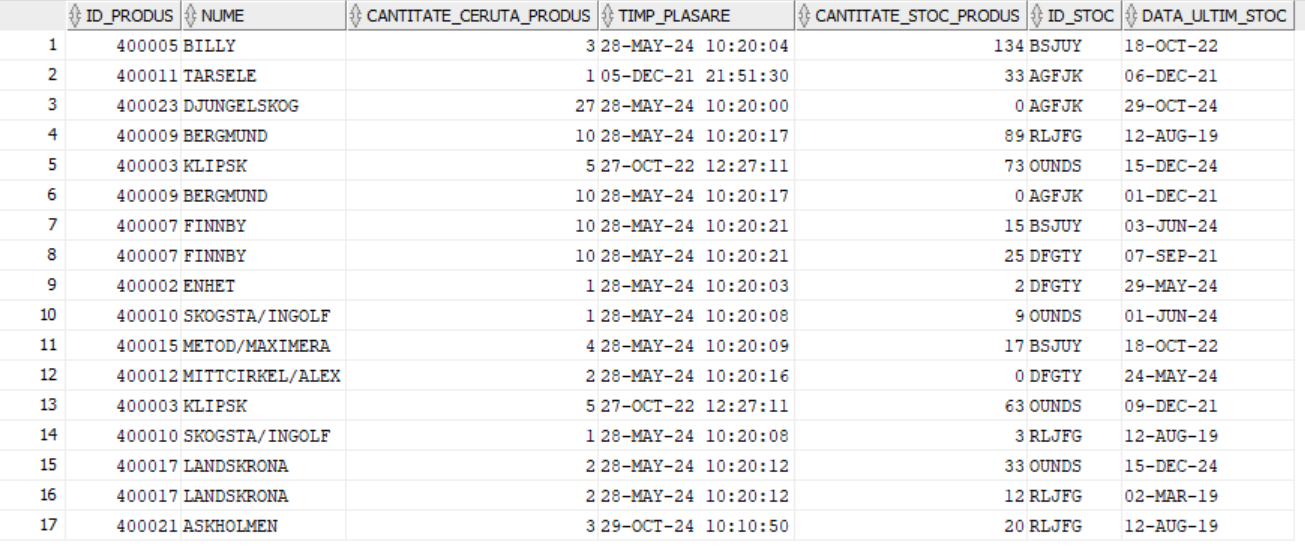 ID_PRODUS NUME CANTITATE_CERUTA_PRODUS TIMP_PLASARE CANTITATE_STOC_PRODUS ID_STOC DATA_ULTIM_STOC
1 400005 BILLY 3 28-MAY-24 10:20:04 134 BSJUY 18-OCT-22
2 400011 TARSELE 1 05-DEC-21 21:51:30 33 AGFJK 06-DEC-21
3 400023 DJUNGELSKOG 27 28-MAY-24 10:20:00 0 AGFJK 29-OCT-24
4 400009 BERGMUND 10 28-MAY-24 10:20:17 89 RLJFG 12-AUG-19
5 400003 KLIPSK 5 27-OCT-22 12:27:11 73 OUNDS 15-DEC-24
6 400009 BERGMUND 10 28-MAY-24 10:20:17 0 AGFJK 01-DEC-21
7 400007 FINNBY 10 28-MAY-24 10:20:21 15 BSJUY 03-JUN-24
8 400007 FINNBY 10 28-MAY-24 10:20:21 25 DFGTY 07-SEP-21
9 400002 ENHET 1 28-MAY-24 10:20:03 2 DFGTY 29-MAY-24
10 400010 SKOGSTA/INGOLF 1 28-MAY-24 10:20:08 9 OUNDS 01-JUN-24
11 400015 METOD/MAXIMERA 4 28-MAY-24 10:20:09 17 BSJUY 18-OCT-22
12 400012 MITTCIRKEL/ALEX 2 28-MAY-24 10:20:16 0 DFGTY 24-MAY-24
13 400003 KLIPSK 5 27-OCT-22 12:27:11 63 OUNDS 09-DEC-21
14 400010 SKOGSTA/INGOLF 1 28-MAY-24 10:20:08 3 RLJFG 12-AUG-19
15 400017 LANDSKRONA 2 28-MAY-24 10:20:12 33 OUNDS 15-DEC-24
16 400017 LANDSKRONA 2 28-MAY-24 10:20:12 12 RLJFG 02-MAR-19
17 400021 ASKHOLMEN 3 29-OCT-24 10:10:50 20 RLJFG 12-AUG-19